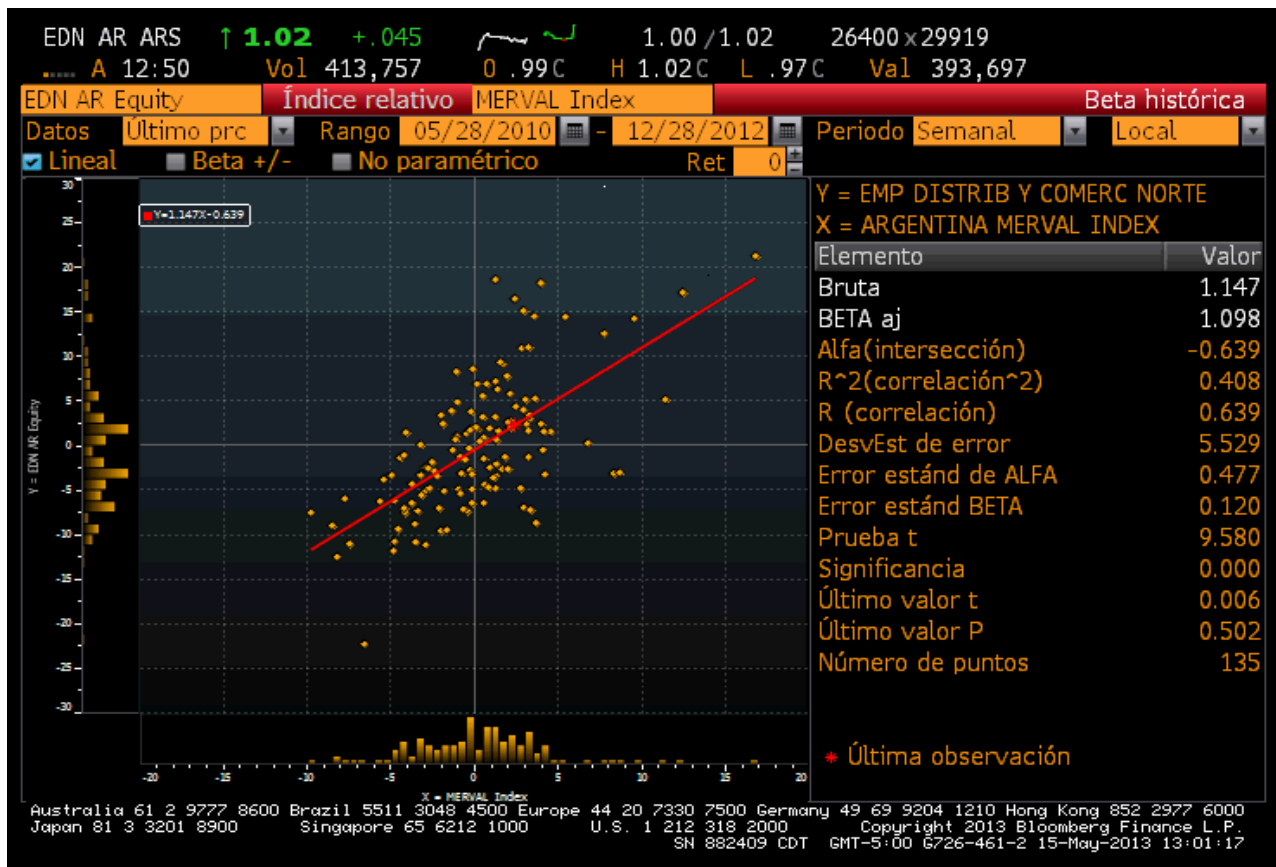 EDN AR ARS ↑ 1.02 +.045 1.00 / 1.02 26400 x 29919
A 12:50 Vol 413,757 O .99C H 1.02C L .97C Val 393,697
EDN AR Equity Índice relativo MERVAL Index Beta histórica
Datos Último prc Rango 05/28/2010 - 12/28/2012 Periodo Semanal Local
Lineal Beta +/- No paramétrico Ret 0
Y = EMP DISTRIB Y COMERC NORTE
X = ARGENTINA MERVAL INDEX
Elemento Valor
Bruta 1.147
BETA aj 1.098
Alfa(intersección) -0.639
R^2(correlación^2) 0.408
R (correlación) 0.639
DesvEst de error 5.529
Error estánd de ALFA 0.477
Error estánd BETA 0.120
Prueba t 9.580
Significancia 0.000
Último valor t 0.006
Último valor P 0.502
Número de puntos 135
* Última observación
Y=1.147X-0.639
30
25
20
15
10
5
0
-5
-10
-15
-20
-25
-30
Y = EDN AR Equity
-20 -15 -10 -5 0 5 10 15 20
X = MERVAL Index
Australia 61 2 9777 8600 Brazil 5511 3048 4500 Europe 44 20 7330 7500 Germany 49 69 9204 1210 Hong Kong 852 2977 6000
Japan 81 3 3201 8900 Singapore 65 6212 1000 U.S. 1 212 318 2000 Copyright 2013 Bloomberg Finance L.P.
SN 882409 CDT GMT-5:00 G726-461-2 15-May-2013 13:01:17